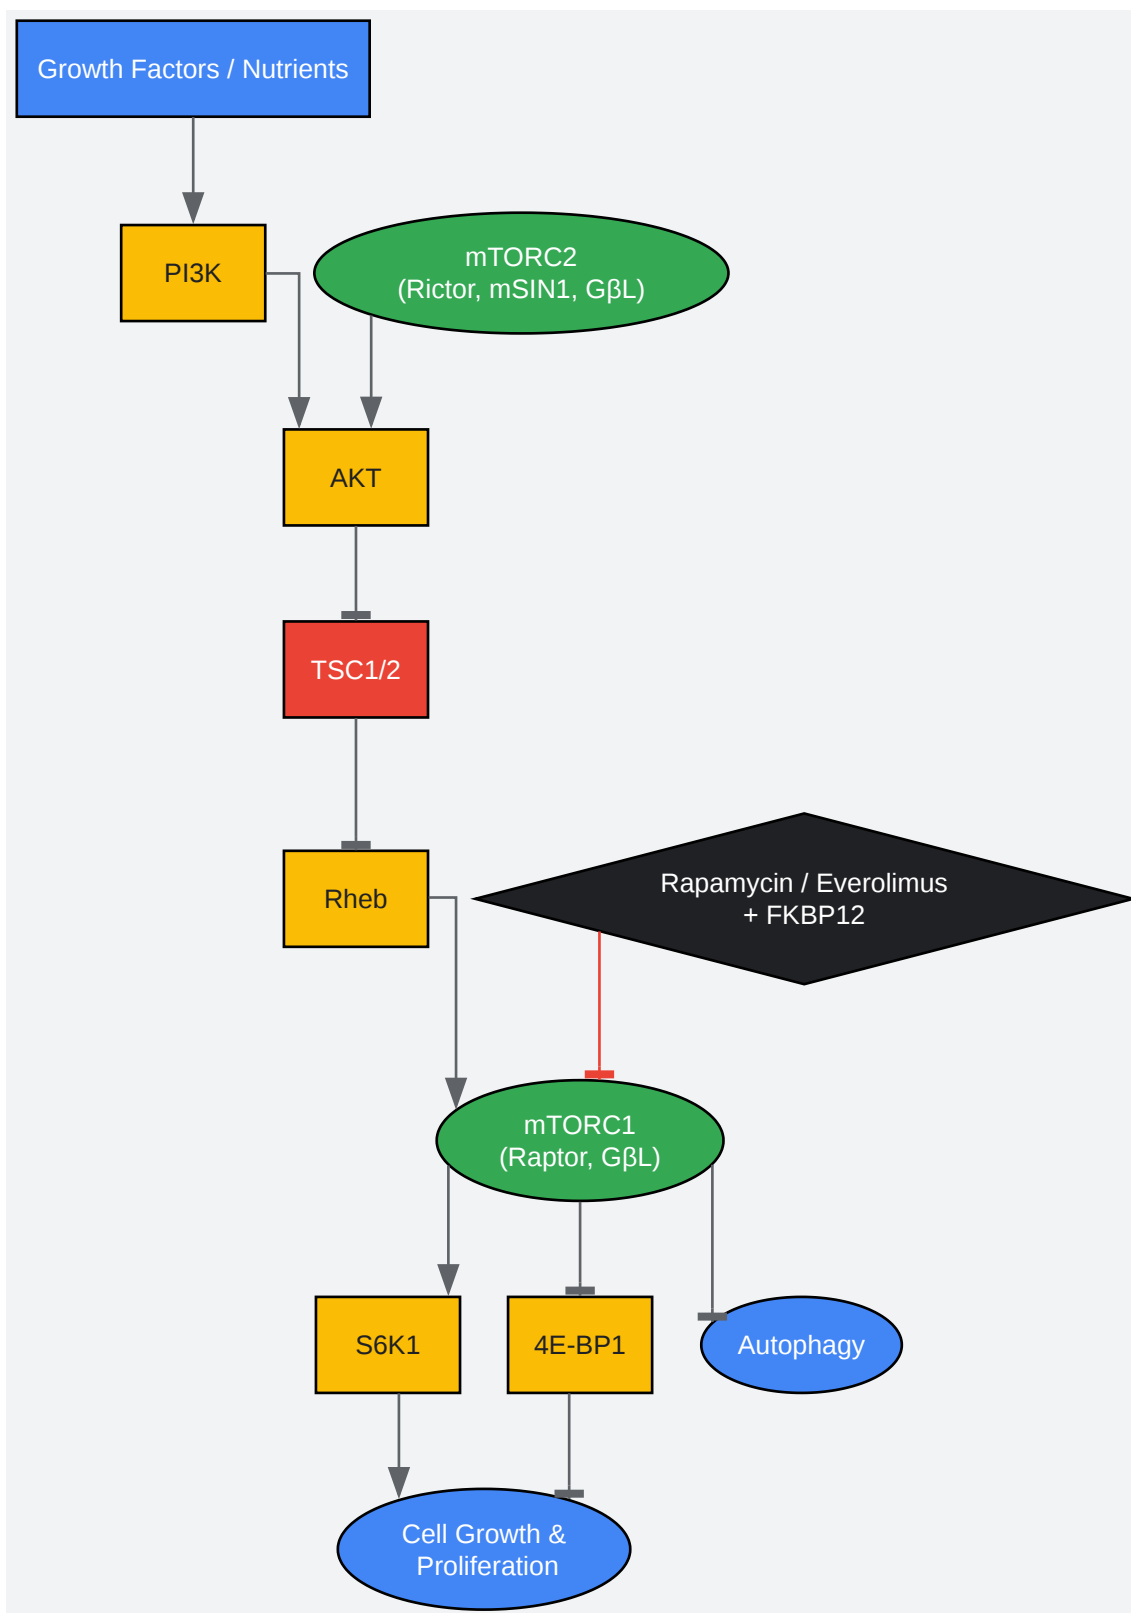 Growth Factors / Nutrients
PI3K
mTORC2
(Rictor, mSIN1, GβL)
AKT
TSC1/2
Rheb
Rapamycin / Everolimus
+ FKBP12
mTORC1
(Raptor, GβL)
S6K1
4E-BP1
Autophagy
Cell Growth &
Proliferation